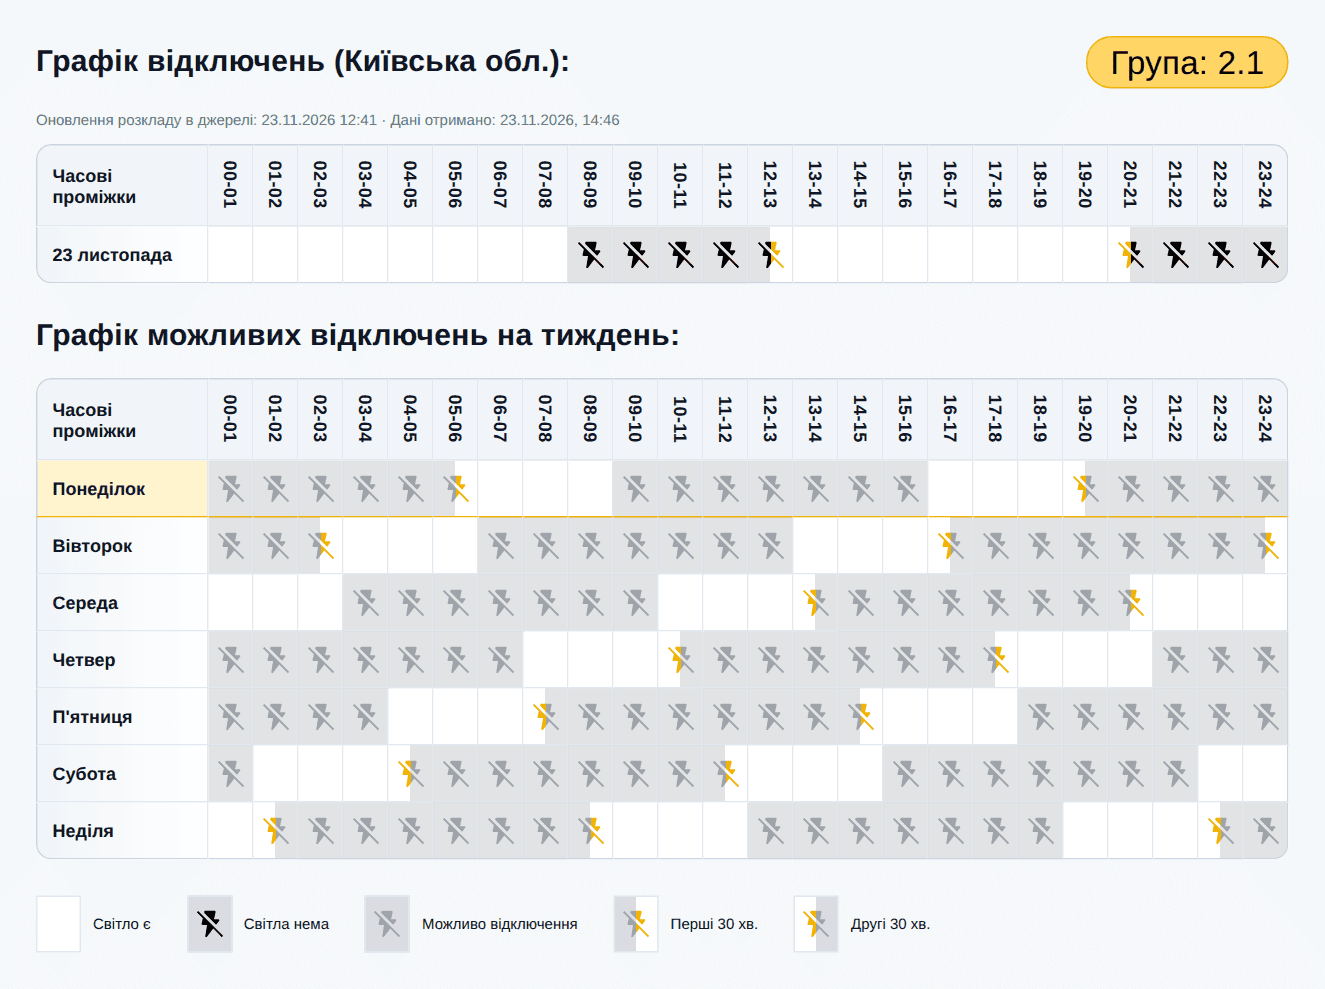 Графік відключень (Київська обл.):
Група: 2.1
Оновлення розкладу в джерелі: 23.11.2026 12:41 · Дані отримано: 23.11.2026, 14:46
Часові проміжки 00-01 01-02 02-03 03-04 04-05 05-06 06-07 07-08 08-09 09-10 10-11 11-12 12-13 13-14 14-15 15-16 16-17 17-18 18-19 19-20 20-21 21-22 22-23 23-24
23 листопада
Графік можливих відключень на тиждень:
Часові проміжки 00-01 01-02 02-03 03-04 04-05 05-06 06-07 07-08 08-09 09-10 10-11 11-12 12-13 13-14 14-15 15-16 16-17 17-18 18-19 19-20 20-21 21-22 22-23 23-24
Понеділок
Вівторок
Середа
Четвер
П'ятниця
Субота
Неділя
Світло є Світла нема Можливо відключення Перші 30 хв. Другі 30 хв.